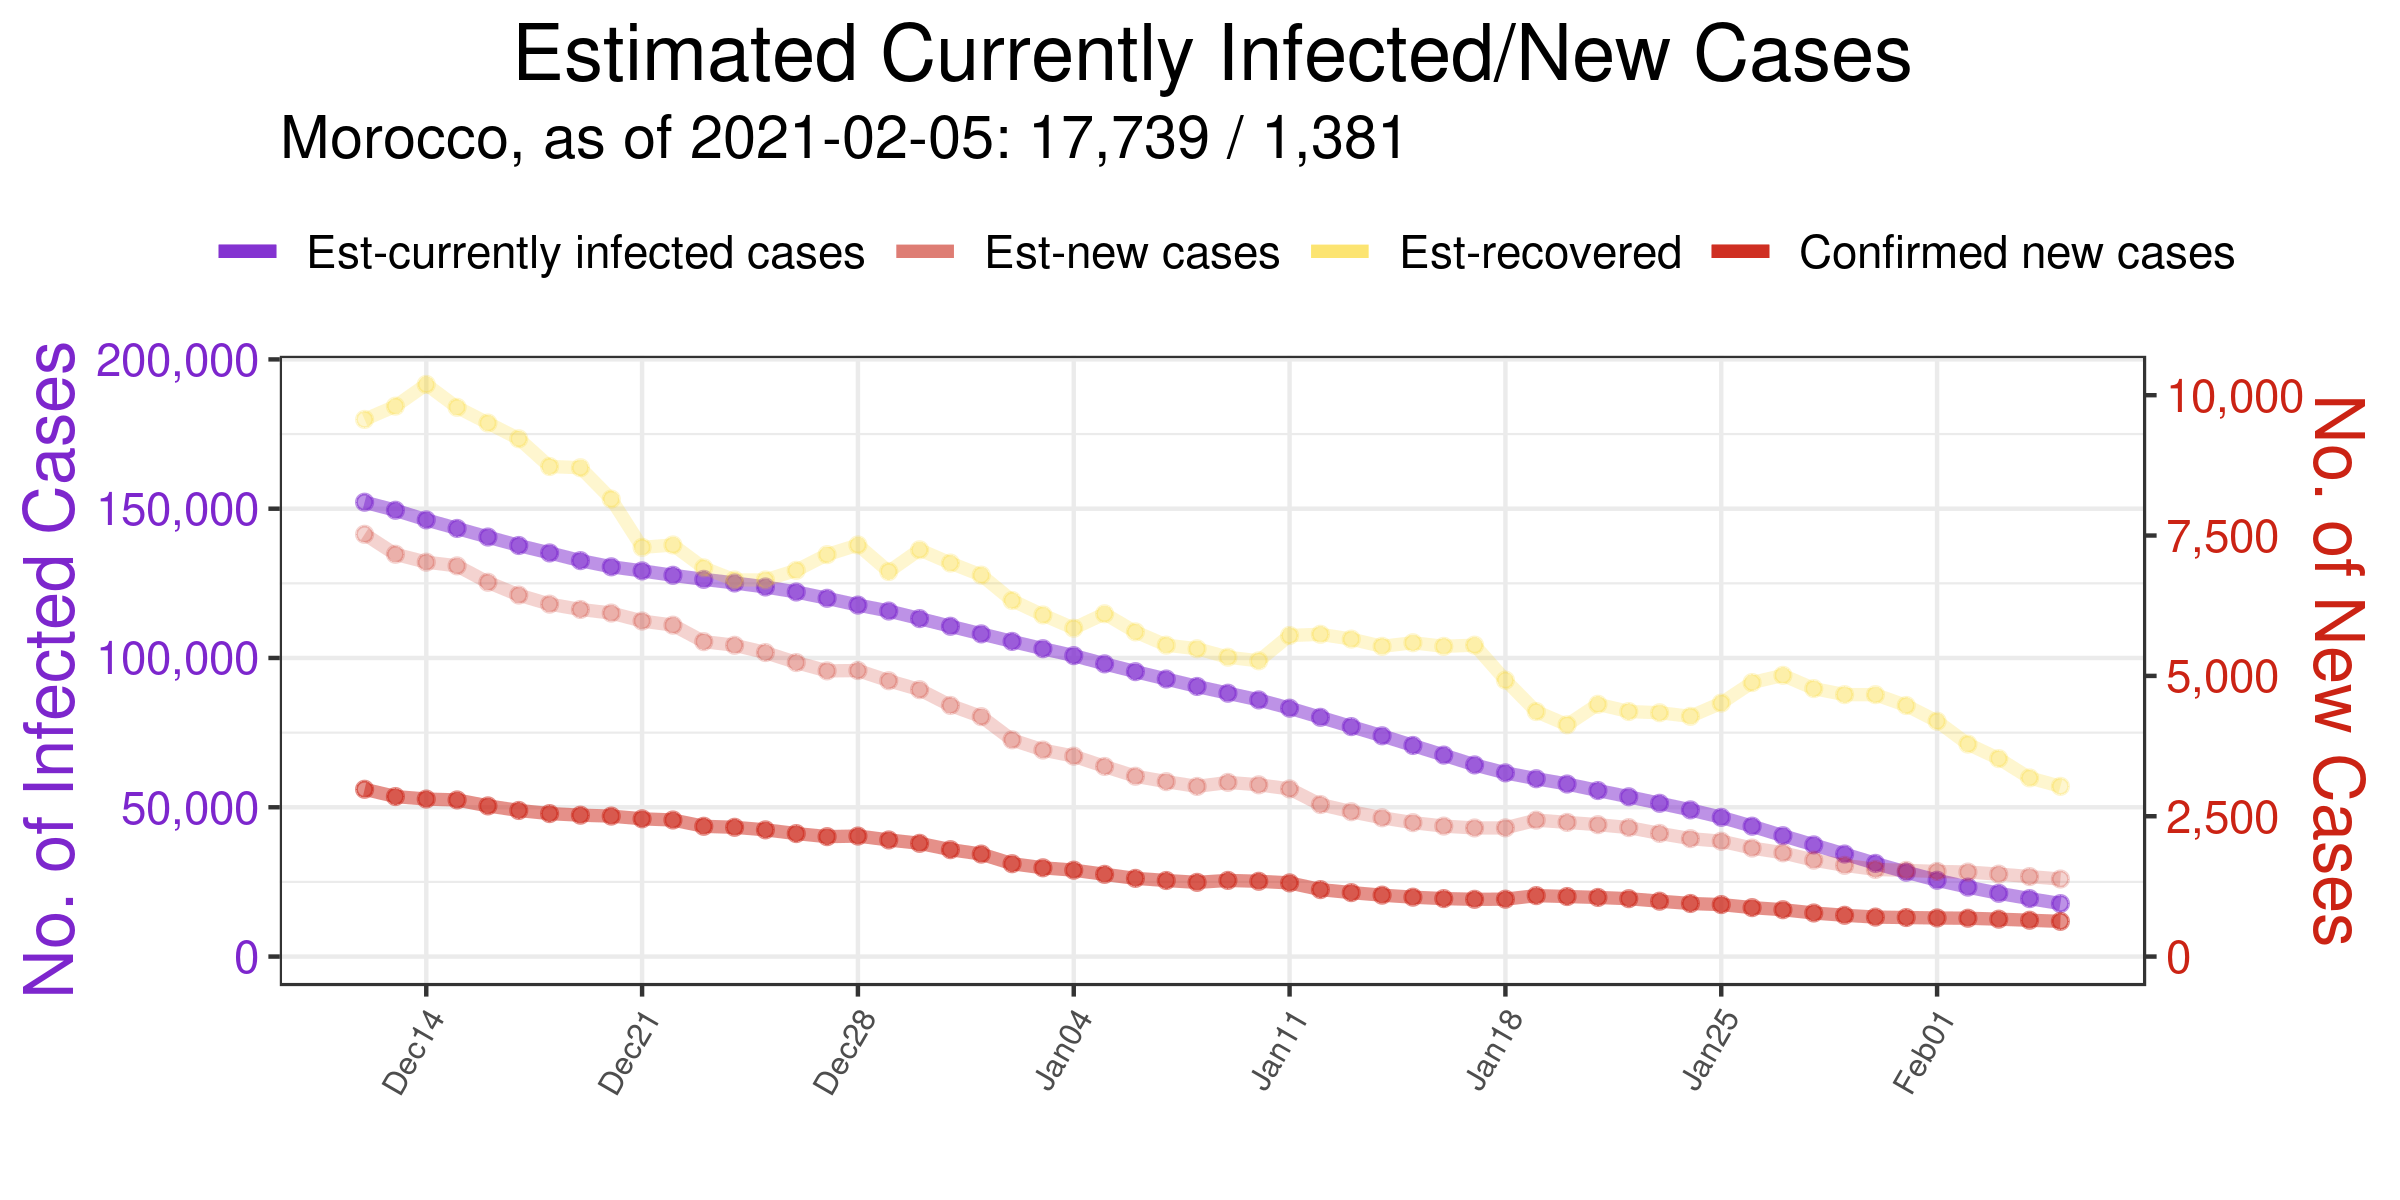 Estimated Currently Infected/New Cases
Morocco, as of 2021-02-05: 17,739 / 1,381
Est-currently infected cases Est-new cases Est-recovered Confirmed new cases
No. of Infected Cases
200,000
150,000
100,000
50,000
0
10,000
7,500
5,000
2,500
0
No. of New Cases
Dec14 Dec21 Dec28 Jan04 Jan11 Jan18 Jan25 Feb01